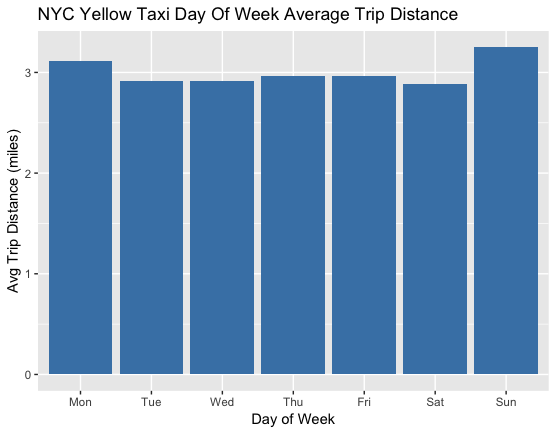 NYC Yellow Taxi Day Of Week Average Trip Distance
Avg Trip Distance (miles)
3
2
1
0
Mon Tue Wed Thu Fri Sat Sun
Day of Week